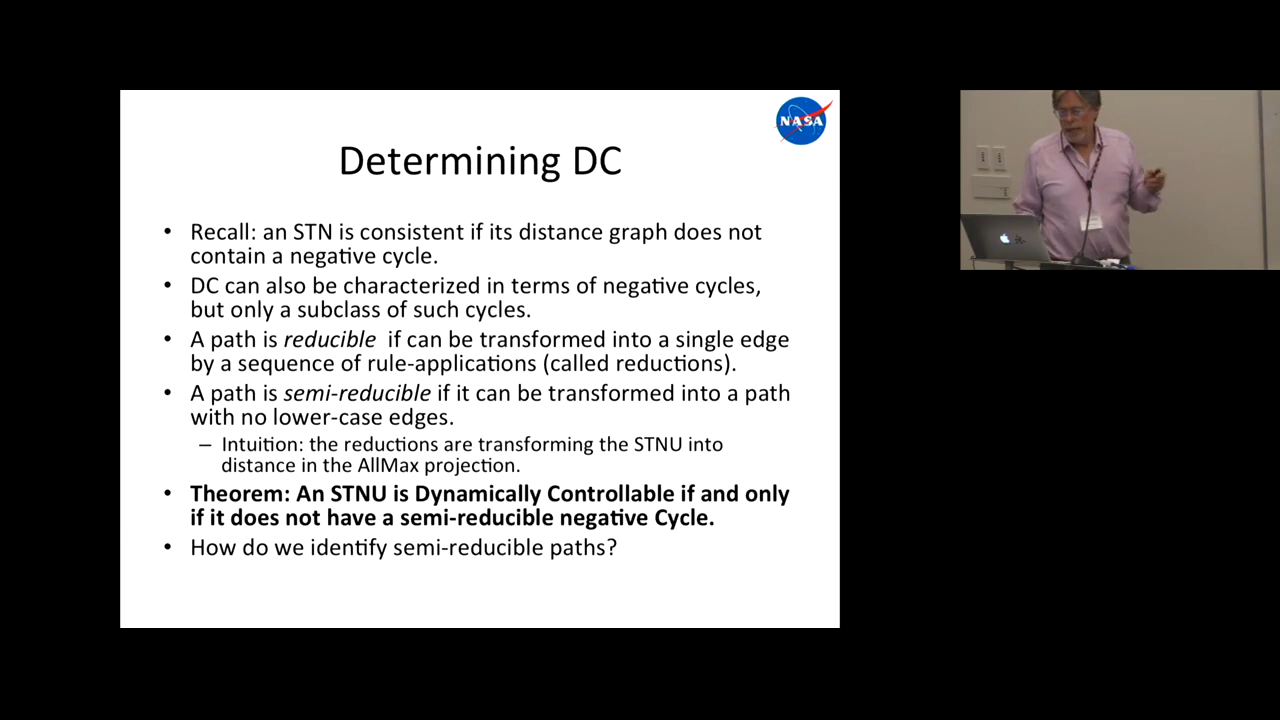 NASA
Determining DC
• Recall: an STN is consistent if its distance graph does not
contain a negative cycle.
• DC can also be characterized in terms of negative cycles,
but only a subclass of such cycles.
• A path is reducible if can be transformed into a single edge
by a sequence of rule-applications (called reductions).
• A path is semi-reducible if it can be transformed into a path
with no lower-case edges.
– Intuition: the reductions are transforming the STNU into
distance in the AllMax projection.
• Theorem: An STNU is Dynamically Controllable if and only
if it does not have a semi-reducible negative Cycle.
• How do we identify semi-reducible paths?